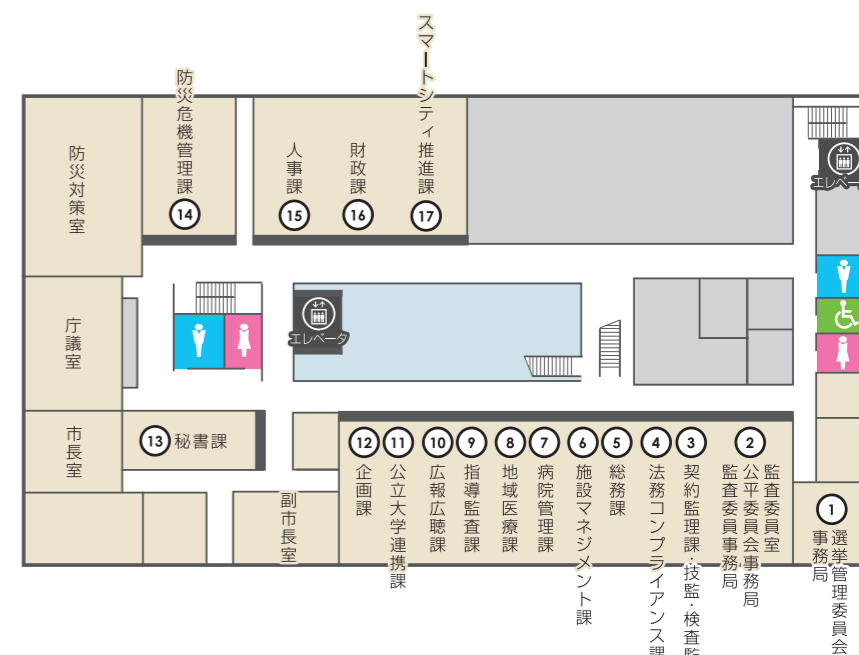 スマートシティ推進課
17
防災危機管理課
14
防災対策室
人事課
15
財政課
16
エレベータ
エレベー
庁議室
市長室
13 秘書課
副市長室
12
企画課
11
公立大学連携課
10
広報広聴課
9
指導監査課
8
地域医療課
7
病院管理課
6
施設マネジメント課
5
総務課
4
法務コンプライアンス課
3
契約監理課・技監・検査監
2
監査委員室
公平委員会事務局
監査委員事務局
1
選挙管理委員会
事務局